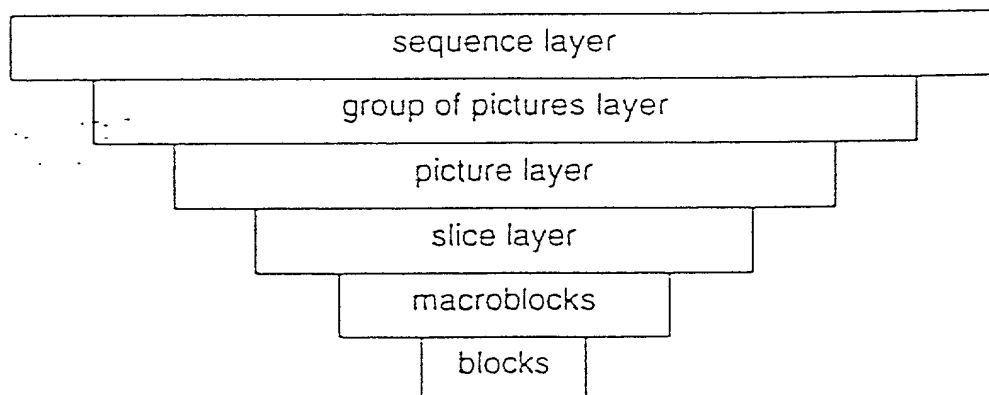 sequence layer
group of pictures layer
picture layer
slice layer
macroblocks
blocks